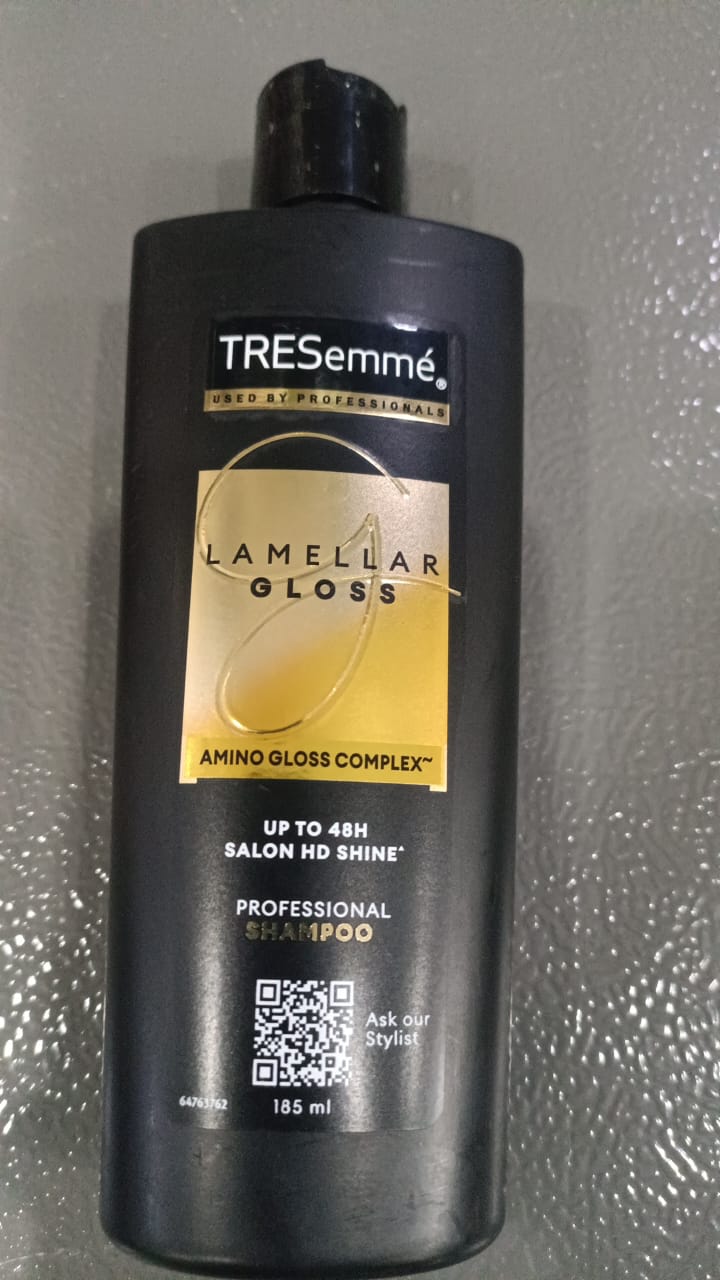 TRESemmé®
USED BY PROFESSIONALS
LAMELLAR
GLOSS
AMINO GLOSS COMPLEX~
UP TO 48H
SALON HD SHINE^
PROFESSIONAL
SHAMPOO
Ask our
Stylist
64763762
185 ml